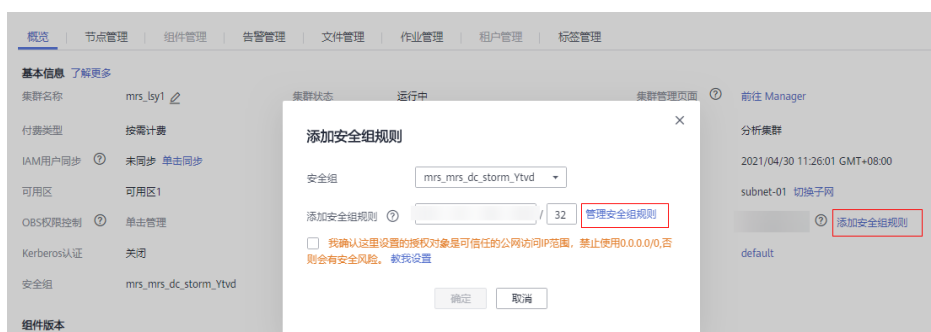 概览 节点管理 组件管理 告警管理 文件管理 作业管理 租户管理 标签管理
基本信息 了解更多
集群名称 mrs_lsy1 集群状态 运行中 集群管理页面 ? 前往 Manager
付费类型 按需计费 分析集群
IAM用户同步 ? 未同步 单击同步 2021/04/30 11:26:01 GMT+08:00
可用区 可用区1 subnet-01 切换子网
OBS权限控制 ? 单击管理 ? 添加安全组规则
Kerberos认证 关闭 default
安全组 mrs_mrs_dc_storm_Ytvd
组件版本
添加安全组规则 ×
安全组 mrs_mrs_dc_storm_Ytvd
添加安全组规则 ? / 32 管理安全组规则
我确认这里设置的授权对象是可信任的公网访问IP范围，禁止使用0.0.0.0/0,否
则会有安全风险。 教我设置
确定 取消